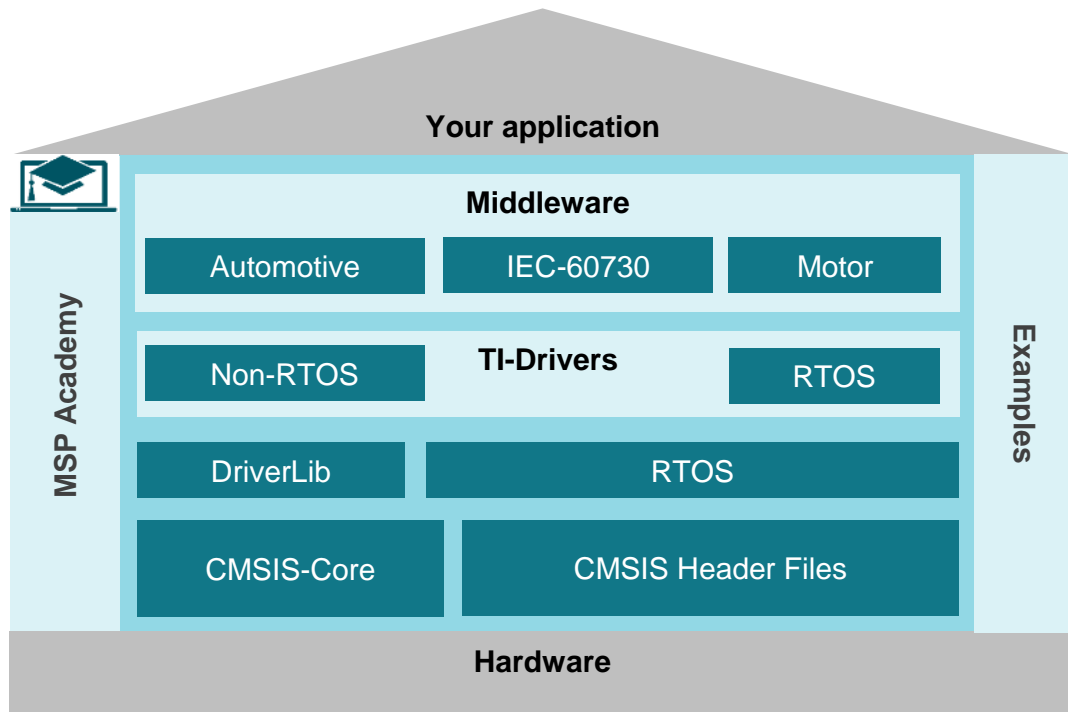 Your application
MSP Academy
Middleware
Automotive
IEC-60730
Motor
TI-Drivers
Non-RTOS
RTOS
DriverLib
RTOS
CMSIS-Core
CMSIS Header Files
Examples
Hardware